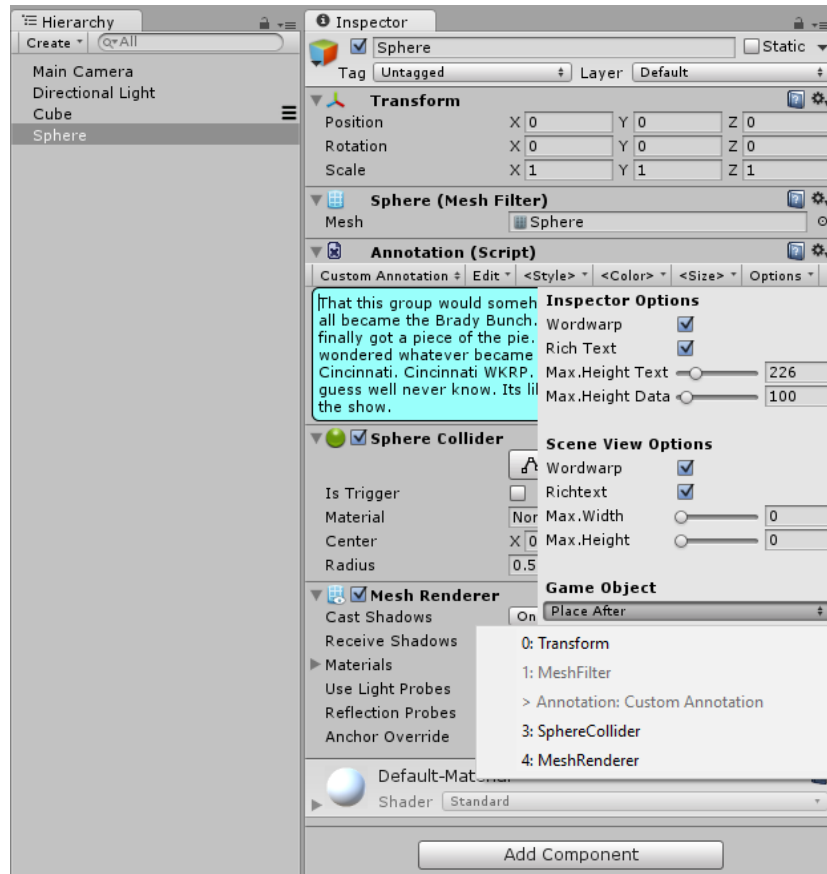 Hierarchy
Create
All
Main Camera
Directional Light
Cube
Sphere
Inspector
Sphere
Static
Tag Untagged Layer Default
Transform
Position X 0 Y 0 Z 0
Rotation X 0 Y 0 Z 0
Scale X 1 Y 1 Z 1
Sphere (Mesh Filter)
Mesh Sphere
Annotation (Script)
Custom Annotation Edit <Style> <Color> <Size> Options
That this group would someh
all became the Brady Bunch.
finally got a piece of the pie.
wondered whatever became
Cincinnati. Cincinnati WKRP.
guess well never know. Its lil
the show.
Inspector Options
Wordwarp
Rich Text
Max.Height Text 226
Max.Height Data 100
Scene View Options
Wordwarp
Richtext
Max.Width 0
Max.Height 0
Game Object
Place After
Sphere Collider
Is Trigger
Material Nor
Center X 0
Radius 0.5
Mesh Renderer
Cast Shadows On
Receive Shadows
Materials
Use Light Probes
Reflection Probes
Anchor Override
0: Transform
1: MeshFilter
> Annotation: Custom Annotation
3: SphereCollider
4: MeshRenderer
Default-Material
Shader Standard
Add Component